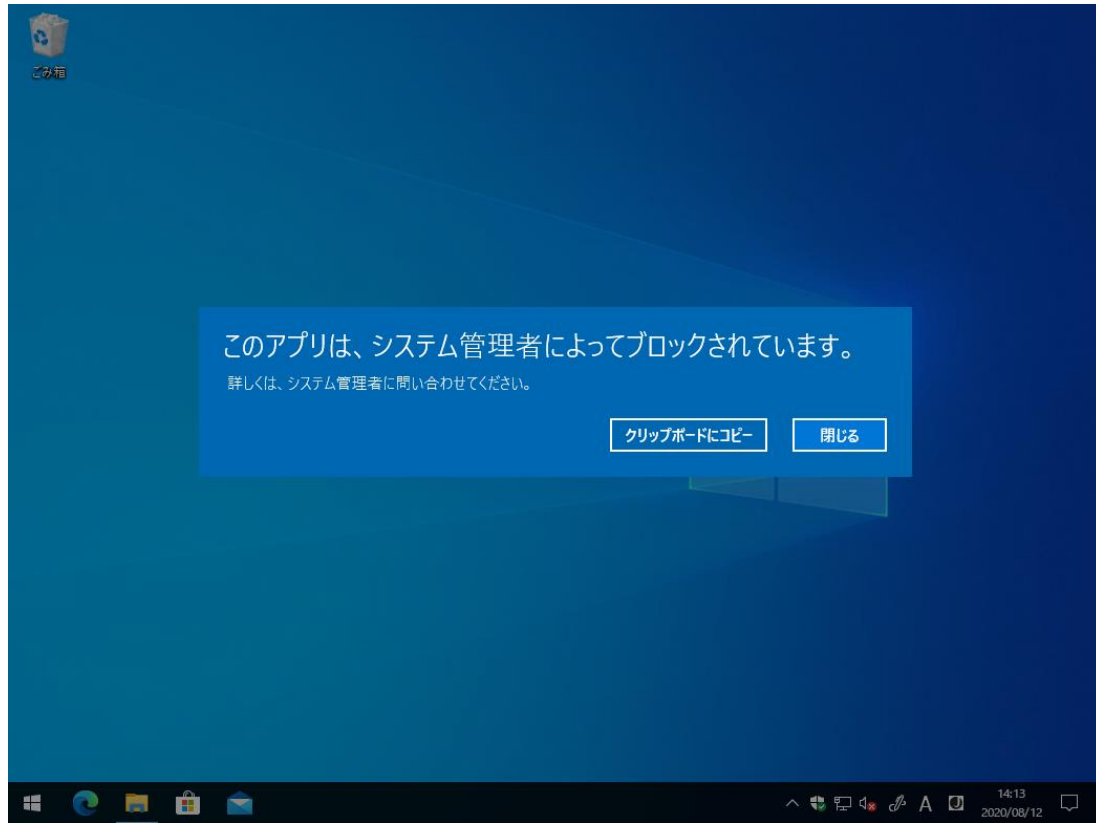 ごみ箱
このアプリは、システム管理者によってブロックされています。
詳しくは、システム管理者に問い合わせてください。
クリップボードにコピー
閉じる
A
J
14:13
2020/08/12